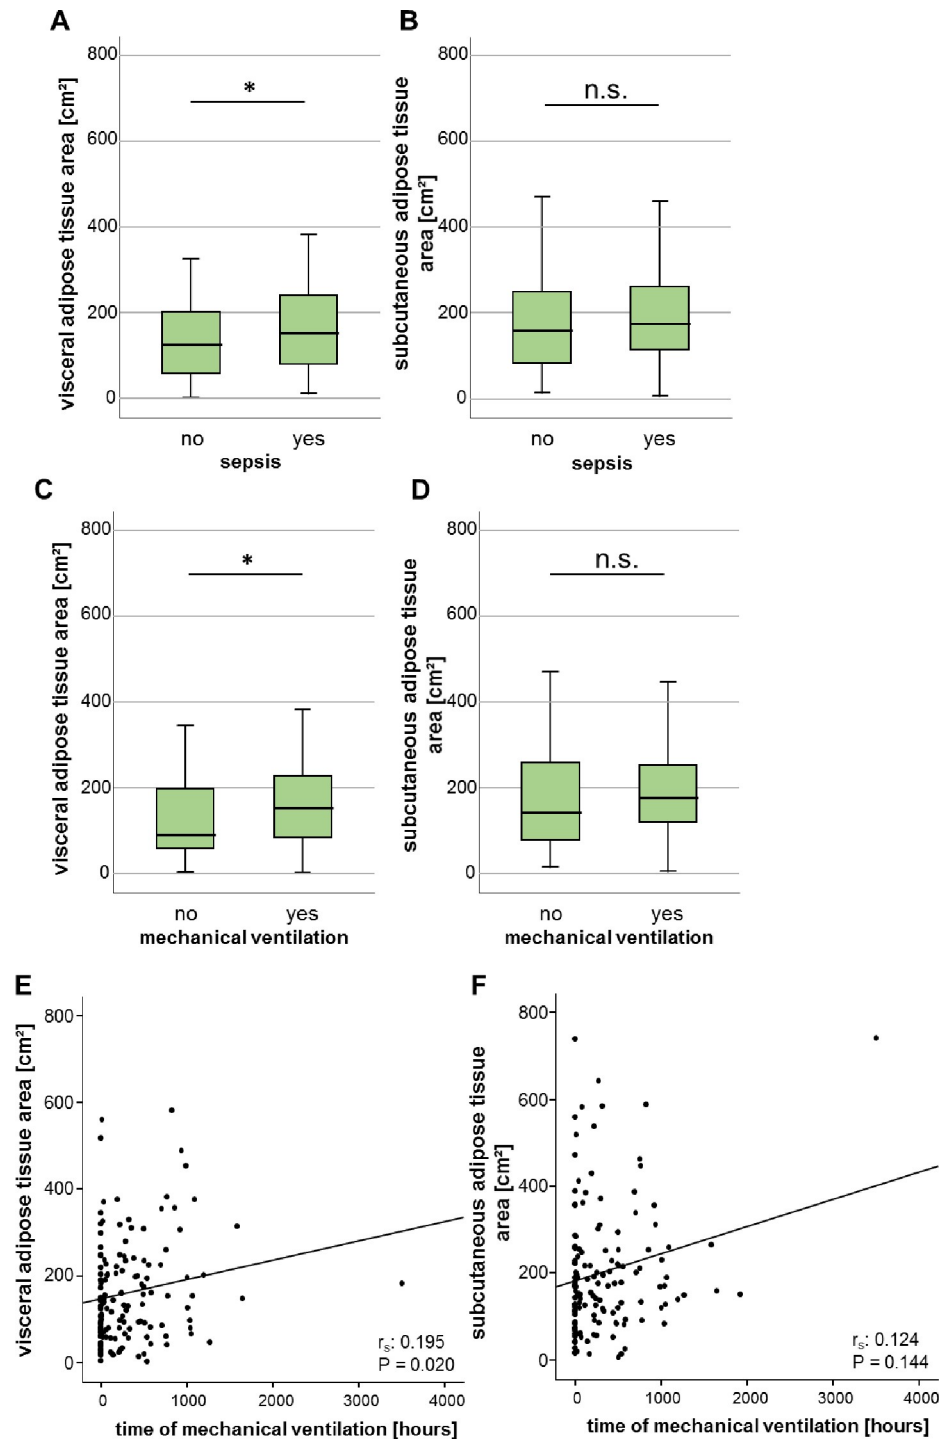 A
visceral adipose tissue area [cm²]
800
600
400
200
0
*
no
yes
sepsis
B
subcutaneous adipose tissue
area [cm²]
800
600
400
200
0
n.s.
no
yes
sepsis
C
visceral adipose tissue area [cm²]
800
600
400
200
0
*
no
yes
mechanical ventilation
D
subcutaneous adipose tissue
area [cm²]
800
600
400
200
0
n.s.
no
yes
mechanical ventilation
E
visceral adipose tissue area [cm²]
800
600
400
200
0
rₛ: 0.195
P = 0.020
0 1000 2000 3000 4000
time of mechanical ventilation [hours]
F
subcutaneous adipose tissue
area [cm²]
800
600
400
200
0
rₛ: 0.124
P = 0.144
0 1000 2000 3000 4000
time of mechanical ventilation [hours]